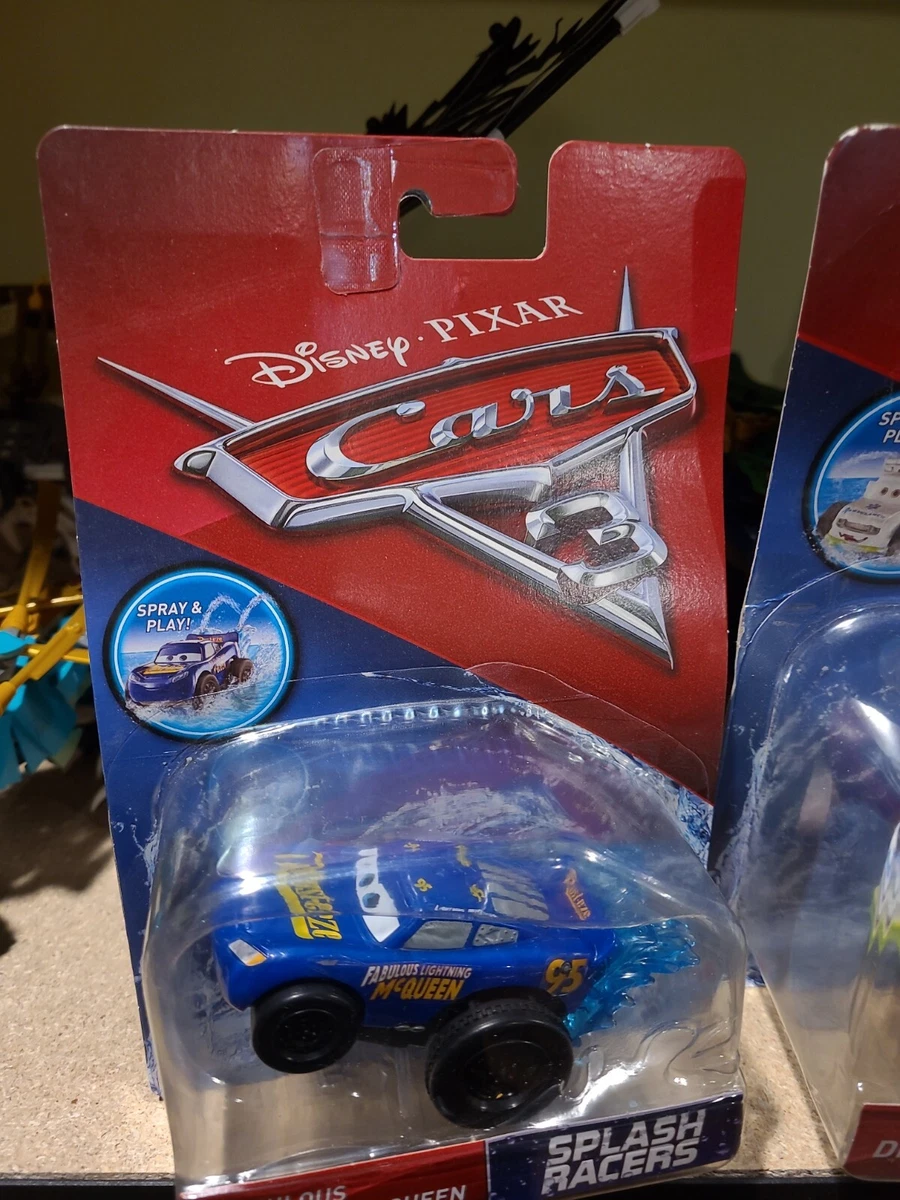 DISNEY · PIXAR
Cars
3
SPRAY &
PLAY!
FABULOUS LIGHTNING
McQUEEN
95
SPLASH
RACERS